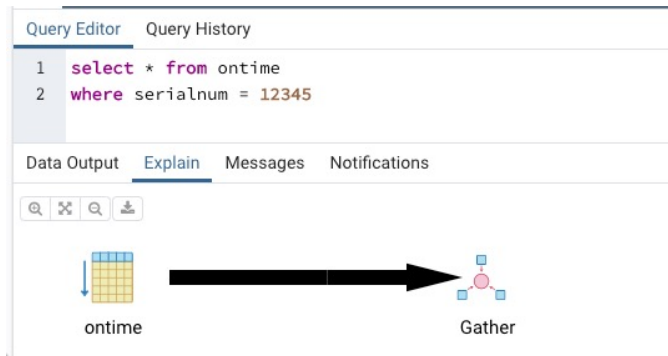 Query Editor Query History
1 select * from ontime
2 where serialnum = 12345
Data Output Explain Messages Notifications
ontime Gather